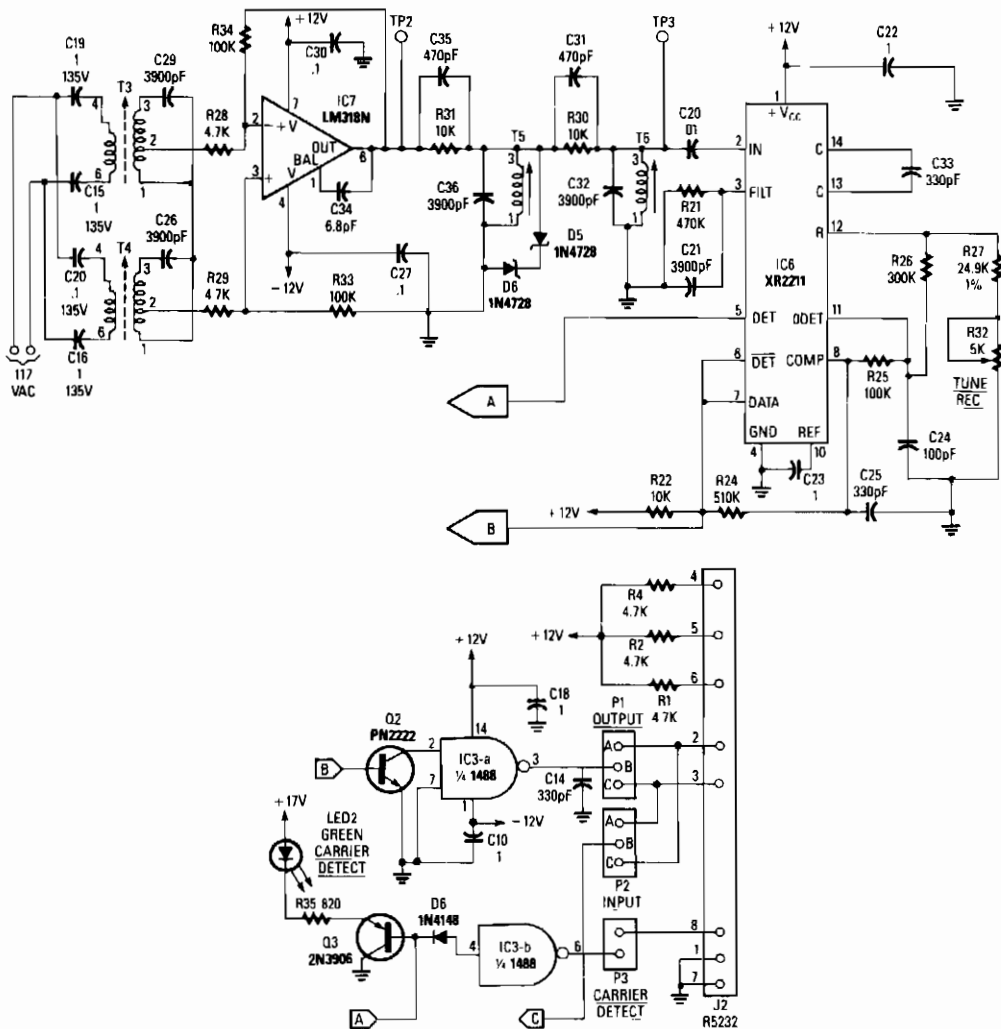 C19
1
135V
C29
3900pF
T3
4
3
2
6
1
C15
1
135V
R28
4.7K
R34
100K
+12V
C30
.1
IC7
LM318N
2
7
+V
OUT
BAL
6
3
+
V
1
4
C34
6.8pF
-12V
C27
.1
T4
4
3
2
6
1
C20
.1
135V
C26
3900pF
R29
4.7K
R33
100K
C16
1
135V
117
VAC
TP2
C35
470pF
R31
10K
C36
3900pF
T5
3
1
D5
1N4728
D6
1N4728
C31
470pF
R30
10K
C32
3900pF
T6
3
1
TP3
C20
01
R21
470K
C21
3900pF
+12V
C22
1
1
+VCC
2
IN
C
14
C33
330pF
3
FILT
C
13
R
12
IC6
XR2211
R26
300K
R27
24.9K
1%
5
DET
0DET
11
R32
5K
TUNE
REC
6
DET
COMP
8
R25
100K
7
DATA
GND
REF
4
10
C24
100pF
C23
1
C25
330pF
A
B
R22
10K
R24
510K
+12V
R4
4.7K
4
+12V
R2
4.7K
5
R1
4.7K
6
+12V
C18
1
14
Q2
PN2222
B
2
IC3-a
¼ 1488
3
7
1
-12V
C10
1
C14
330pF
P1
OUTPUT
A
B
C
2
3
A
B
C
P2
INPUT
+17V
LED2
GREEN
CARRIER
DETECT
R35 820
Q3
2N3906
D6
1N4148
4
IC3-b
¼ 1488
6
P3
CARRIER
DETECT
8
1
7
A
C
J2
R5232